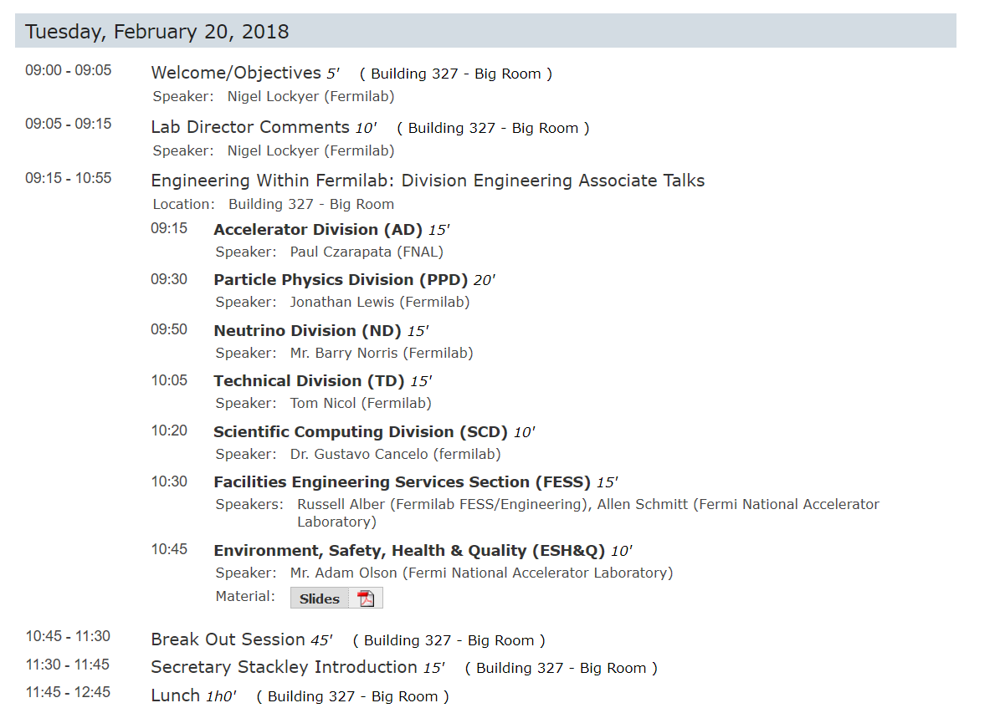 Tuesday, February 20, 2018
09:00 - 09:05 Welcome/Objectives 5' ( Building 327 - Big Room )
Speaker: Nigel Lockyer (Fermilab)
09:05 - 09:15 Lab Director Comments 10' ( Building 327 - Big Room )
Speaker: Nigel Lockyer (Fermilab)
09:15 - 10:55 Engineering Within Fermilab: Division Engineering Associate Talks
Location: Building 327 - Big Room
09:15 Accelerator Division (AD) 15'
Speaker: Paul Czarapata (FNAL)
09:30 Particle Physics Division (PPD) 20'
Speaker: Jonathan Lewis (Fermilab)
09:50 Neutrino Division (ND) 15'
Speaker: Mr. Barry Norris (Fermilab)
10:05 Technical Division (TD) 15'
Speaker: Tom Nicol (Fermilab)
10:20 Scientific Computing Division (SCD) 10'
Speaker: Dr. Gustavo Cancelo (fermilab)
10:30 Facilities Engineering Services Section (FESS) 15'
Speakers: Russell Alber (Fermilab FESS/Engineering), Allen Schmitt (Fermi National Accelerator
Laboratory)
10:45 Environment, Safety, Health & Quality (ESH&Q) 10'
Speaker: Mr. Adam Olson (Fermi National Accelerator Laboratory)
Material: Slides
10:45 - 11:30 Break Out Session 45' ( Building 327 - Big Room )
11:30 - 11:45 Secretary Stackley Introduction 15' ( Building 327 - Big Room )
11:45 - 12:45 Lunch 1h0' ( Building 327 - Big Room )